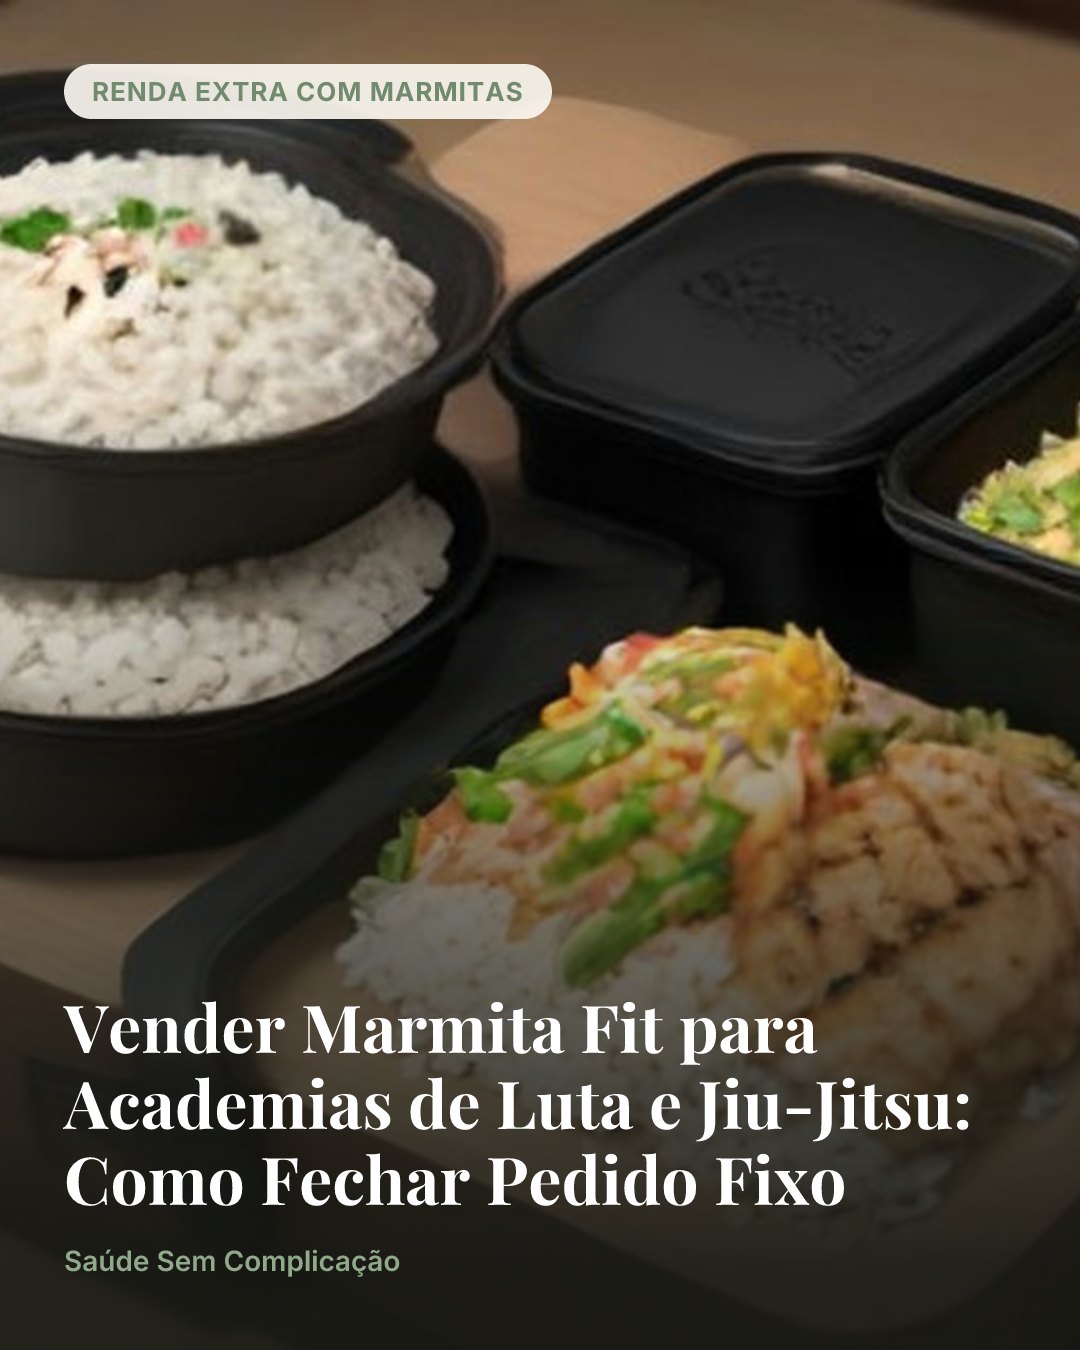 RENDA EXTRA COM MARMITAS
Vender Marmita Fit para
Academias de Luta e Jiu-Jitsu:
Como Fechar Pedido Fixo
Saúde Sem Complicação